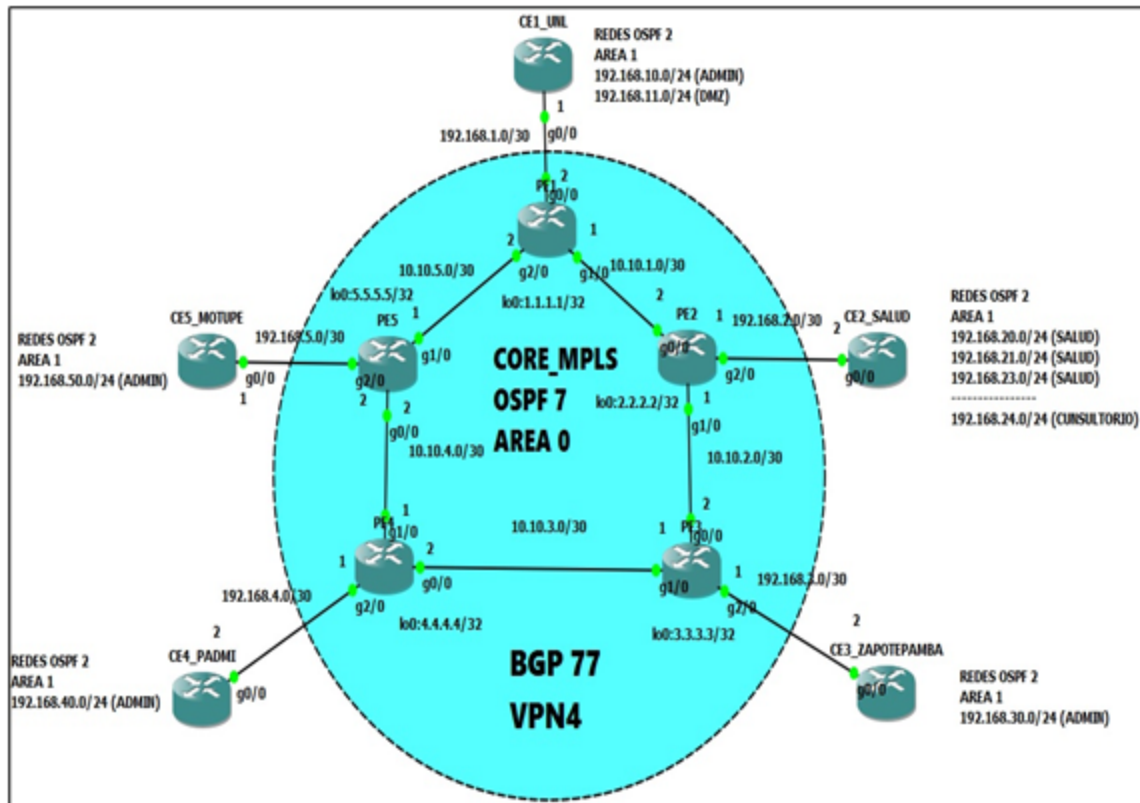 CE1_UNL
REDES OSPF 2
AREA 1
192.168.10.0/24 (ADMIN)
192.168.11.0/24 (DMZ)
1
g0/0
192.168.1.0/30
2
g0/0
PE1
2
1
g2/0
g1/0
10.10.5.0/30
10.10.1.0/30
lo0:1.1.1.1/32
lo0:5.5.5.5/32
CE5_MOTUPE
REDES OSPF 2
AREA 1
192.168.50.0/24 (ADMIN)
192.168.5.0/30
g0/0
1
PE5
1
g1/0
g2/0
2
2
g0/0
10.10.4.0/30
CORE_MPLS
OSPF 7
AREA 0
2
PE2
g0/0
1
192.168.2.0/30
g2/0
lo0:2.2.2.2/32
1
g1/0
2
CE2_SALUD
g0/0
REDES OSPF 2
AREA 1
192.168.20.0/24 (SALUD)
192.168.21.0/24 (SALUD)
192.168.23.0/24 (SALUD)
----------------
192.168.24.0/24 (CUNSULTORIO)
10.10.2.0/30
1
PE4
g1/0
1
2
g0/0
g2/0
192.168.4.0/30
lo0:4.4.4.4/32
10.10.3.0/30
2
PE3
g0/0
1
g1/0
1
g2/0
192.168.3.0/30
lo0:3.3.3.3/32
2
CE4_PADMI
g0/0
REDES OSPF 2
AREA 1
192.168.40.0/24 (ADMIN)
BGP 77
VPN4
2
CE3_ZAPOTEPAMBA
g0/0
REDES OSPF 2
AREA 1
192.168.30.0/24 (ADMIN)